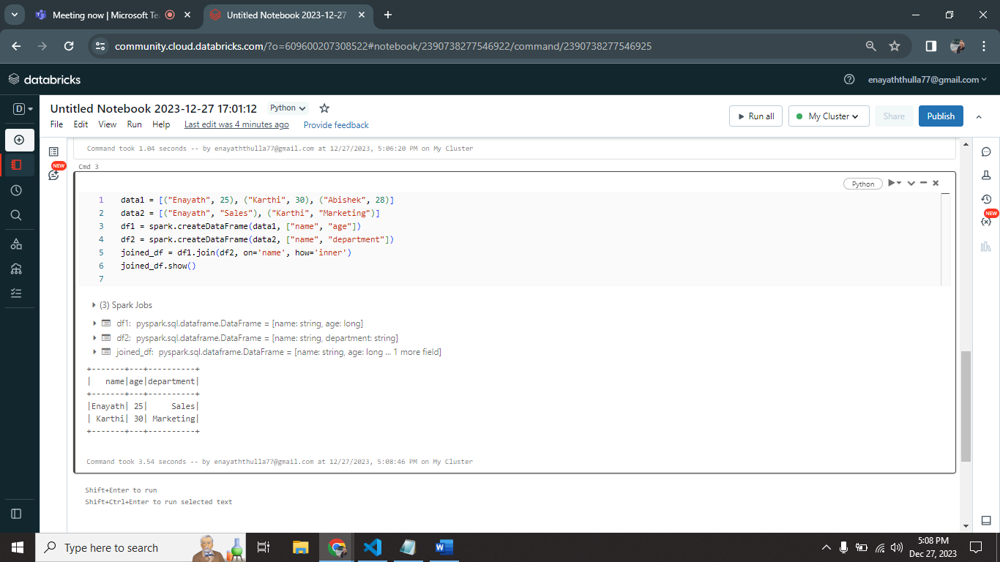 Meeting now | Microsoft Te
Untitled Notebook 2023-12-27
community.cloud.databricks.com/?o=609600207308522#notebook/2390738277546922/command/2390738277546925
databricks
enayaththulla77@gmail.com
D
Untitled Notebook 2023-12-27 17:01:12 Python
File Edit View Run Help Last edit was 4 minutes ago Provide feedback
Run all My Cluster Share Publish
NEW
NEW
Command took 1.04 seconds -- by enayaththulla77@gmail.com at 12/27/2023, 5:06:20 PM on My Cluster
Cmd 3
Python
1 data1 = [("Enayath", 25), ("Karthi", 30), ("Abishek", 28)]
2 data2 = [("Enayath", "Sales"), ("Karthi", "Marketing")]
3 df1 = spark.createDataFrame(data1, ["name", "age"])
4 df2 = spark.createDataFrame(data2, ["name", "department"])
5 joined_df = df1.join(df2, on='name', how='inner')
6 joined_df.show()
7
(3) Spark Jobs
df1: pyspark.sql.dataframe.DataFrame = [name: string, age: long]
df2: pyspark.sql.dataframe.DataFrame = [name: string, department: string]
joined_df: pyspark.sql.dataframe.DataFrame = [name: string, age: long ... 1 more field]
+-------+---+----------+
|   name|age|department|
+-------+---+----------+
|Enayath| 25|     Sales|
| Karthi| 30| Marketing|
+-------+---+----------+
Command took 3.54 seconds -- by enayaththulla77@gmail.com at 12/27/2023, 5:08:46 PM on My Cluster
Shift+Enter to run
Shift+Ctrl+Enter to run selected text
Type here to search
5:08 PM
Dec 27, 2023